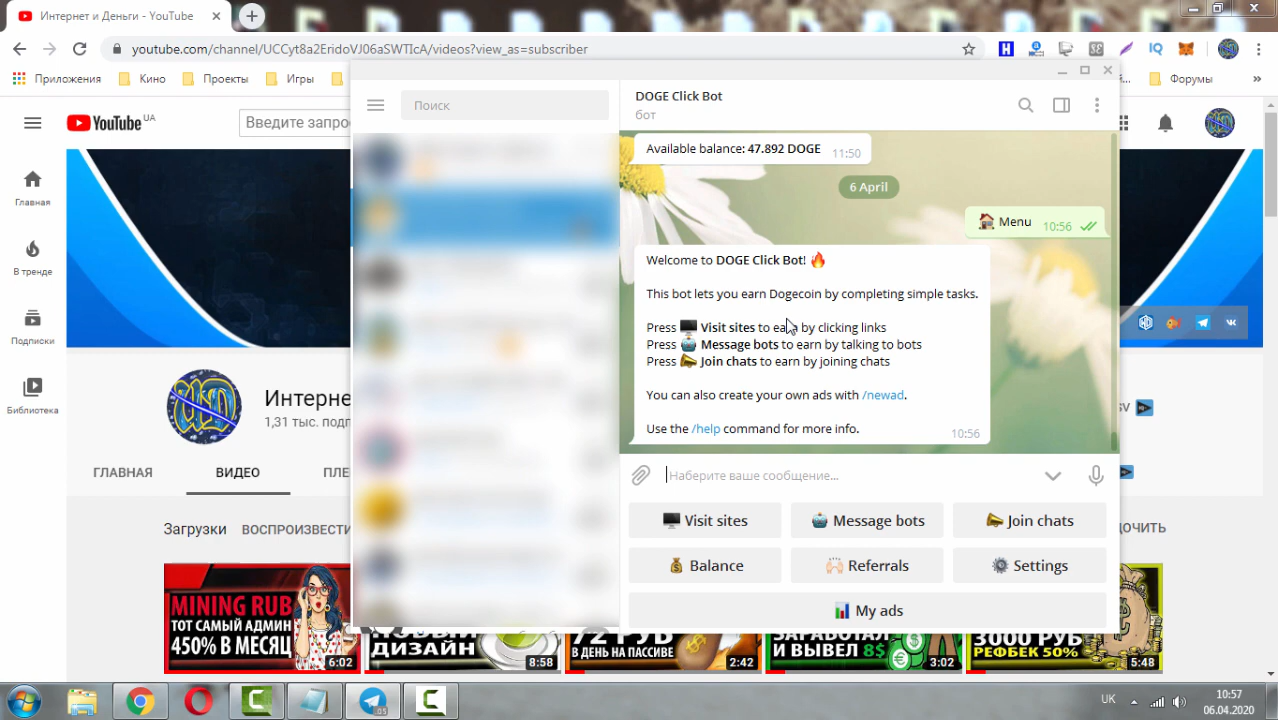 Интернет и Деньги - YouTube
youtube.com/channel/UCCyt8a2EridoVJ06aSWTIcA/videos?view_as=subscriber
Приложения
Кино
Проекты
Игры
Форумы
YouTube UA
Введите запро
Главная
В тренде
Подписки
Библиотека
Поиск
DOGE Click Bot
бот
Available balance: 47.892 DOGE
11:50
6 April
Menu
10:56
Welcome to DOGE Click Bot!
This bot lets you earn Dogecoin by completing simple tasks.
Press Visit sites to earn by clicking links
Press Message bots to earn by talking to bots
Press Join chats to earn by joining chats
You can also create your own ads with /newad.
Use the /help command for more info.
10:56
Наберите ваше сообщение...
Visit sites
Message bots
Join chats
Balance
Referrals
Settings
My ads
Интерне
1,31 тыс. подп
ГЛАВНАЯ
ВИДЕО
ПЛЕ
Загрузки
ВОСПРОИЗВЕСТИ
MINING RUB
ТОТ САМЫЙ АДМИН
450% В МЕСЯЦ
6:02
НОВЫЙ
ДИЗАЙН
8:58
72 РУБ
В ДЕНЬ НА ПАССИВЕ
2:42
ЗАРАБОТАЛ
И ВЫВЕЛ 8$
3:02
3000 РУБ
РЕФБЕК 50%
5:48
UK
10:57
06.04.2020